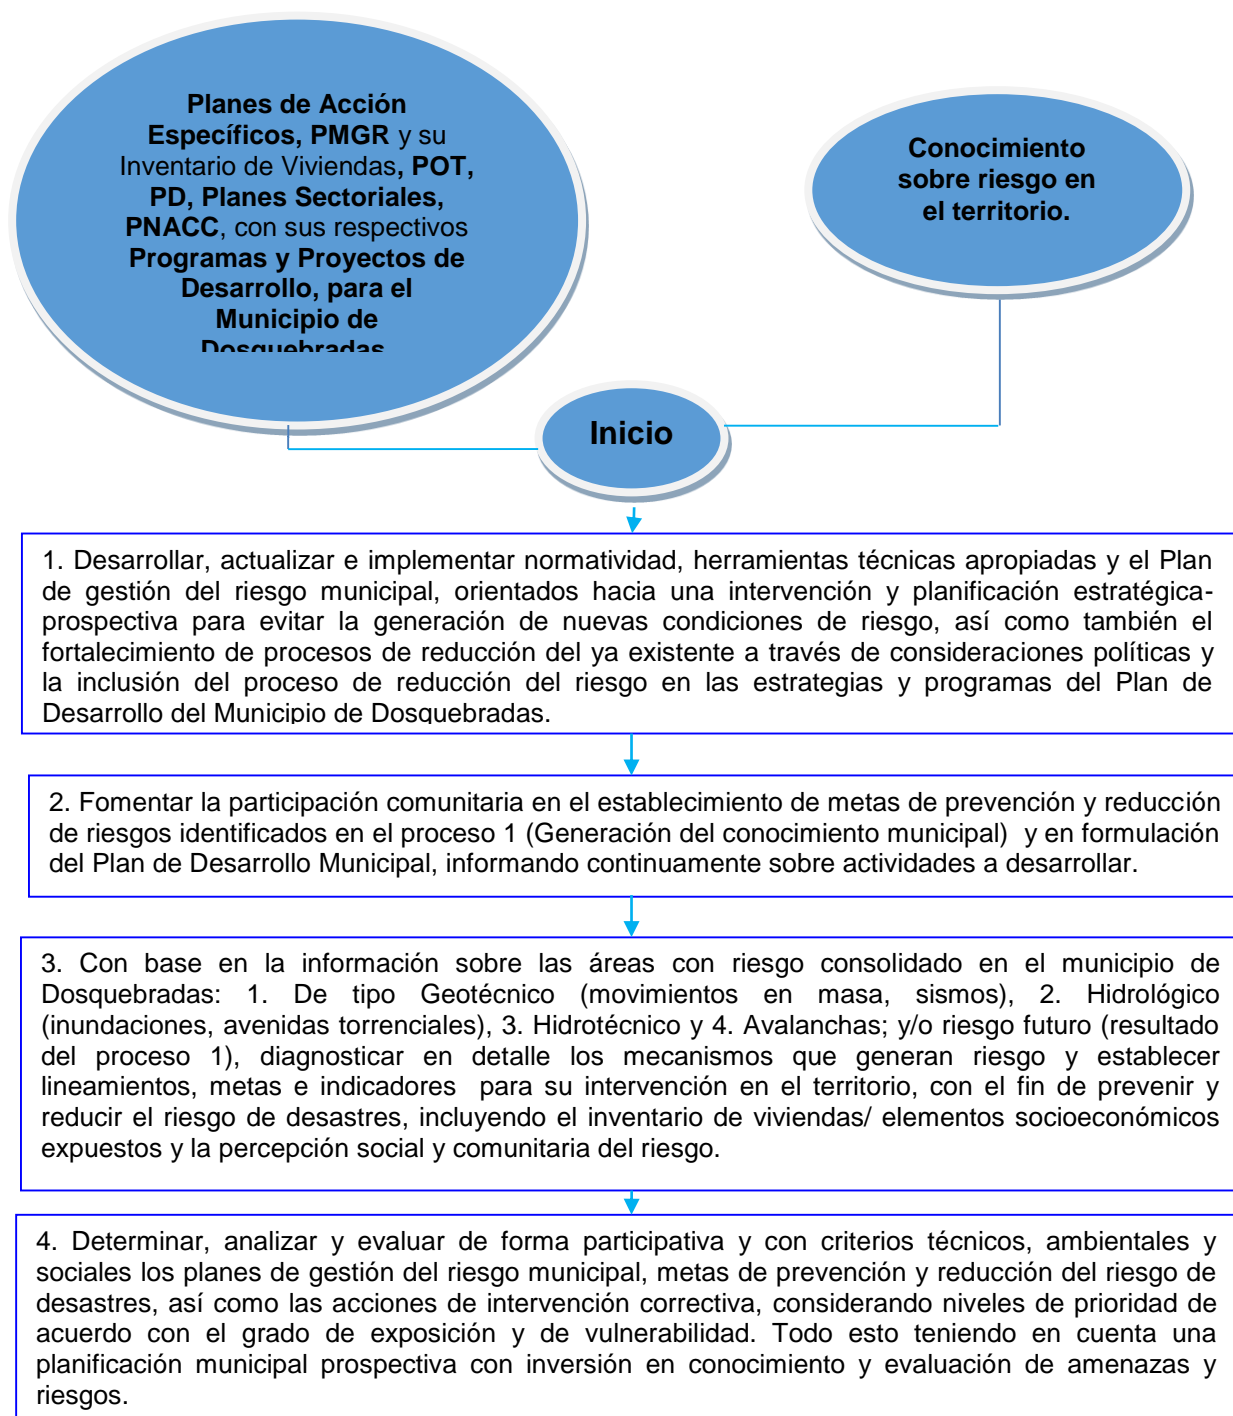 Planes de Acción
Específicos, PMGR y su
Inventario de Viviendas, POT,
PD, Planes Sectoriales,
PNACC, con sus respectivos
Programas y Proyectos de
Desarrollo, para el
Municipio de
Dosquebradas
Conocimiento
sobre riesgo en
el territorio.
Inicio
1. Desarrollar, actualizar e implementar normatividad, herramientas técnicas apropiadas y el Plan
de gestión del riesgo municipal, orientados hacia una intervención y planificación estratégica-
prospectiva para evitar la generación de nuevas condiciones de riesgo, así como también el
fortalecimiento de procesos de reducción del ya existente a través de consideraciones políticas y
la inclusión del proceso de reducción del riesgo en las estrategias y programas del Plan de
Desarrollo del Municipio de Dosquebradas.
2. Fomentar la participación comunitaria en el establecimiento de metas de prevención y reducción
de riesgos identificados en el proceso 1 (Generación del conocimiento municipal) y en formulación
del Plan de Desarrollo Municipal, informando continuamente sobre actividades a desarrollar.
3. Con base en la información sobre las áreas con riesgo consolidado en el municipio de
Dosquebradas: 1. De tipo Geotécnico (movimientos en masa, sismos), 2. Hidrológico
(inundaciones, avenidas torrenciales), 3. Hidrotécnico y 4. Avalanchas; y/o riesgo futuro (resultado
del proceso 1), diagnosticar en detalle los mecanismos que generan riesgo y establecer
lineamientos, metas e indicadores para su intervención en el territorio, con el fin de prevenir y
reducir el riesgo de desastres, incluyendo el inventario de viviendas/ elementos socioeconómicos
expuestos y la percepción social y comunitaria del riesgo.
4. Determinar, analizar y evaluar de forma participativa y con criterios técnicos, ambientales y
sociales los planes de gestión del riesgo municipal, metas de prevención y reducción del riesgo de
desastres, así como las acciones de intervención correctiva, considerando niveles de prioridad de
acuerdo con el grado de exposición y de vulnerabilidad. Todo esto teniendo en cuenta una
planificación municipal prospectiva con inversión en conocimiento y evaluación de amenazas y
riesgos.